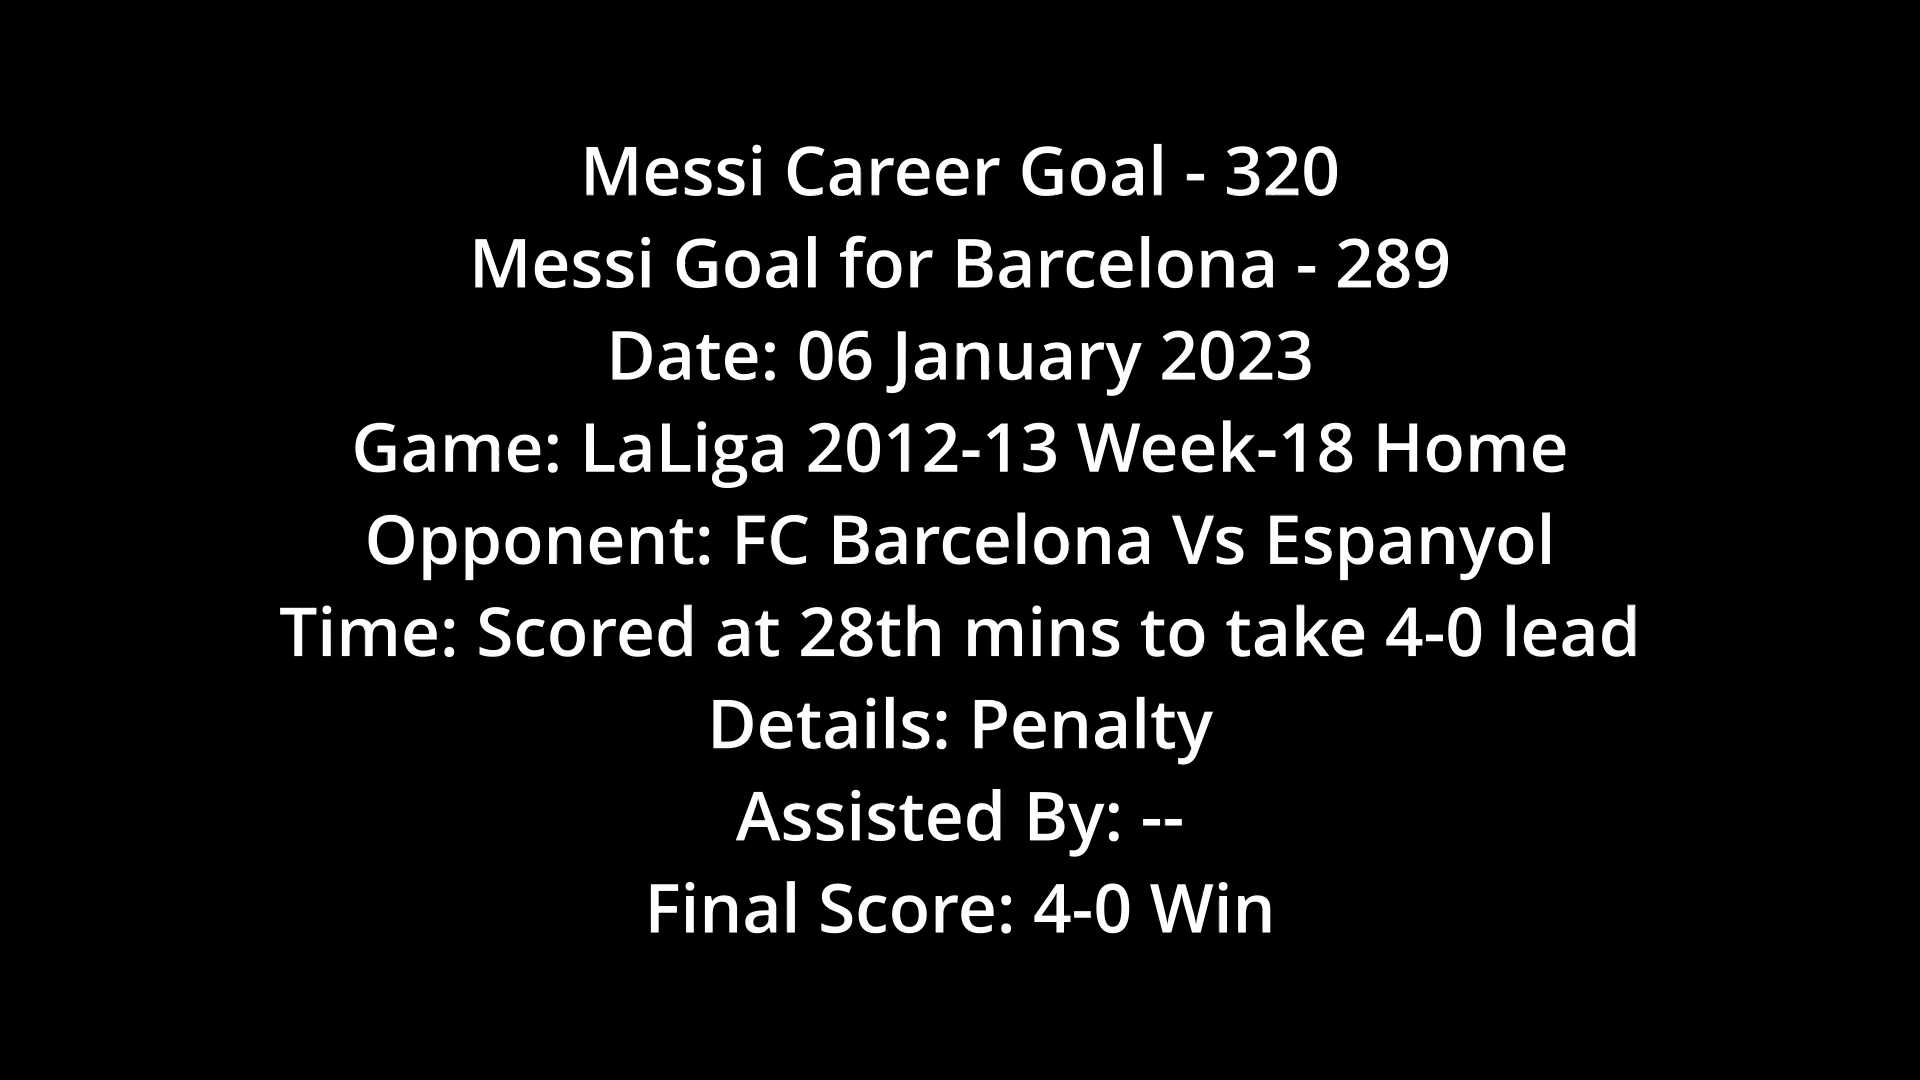 Messi Career Goal - 320
Messi Goal for Barcelona - 289
Date: 06 January 2023
Game: LaLiga 2012-13 Week-18 Home
Opponent: FC Barcelona Vs Espanyol
Time: Scored at 28th mins to take 4-0 lead
Details: Penalty
Assisted By: --
Final Score: 4-0 Win